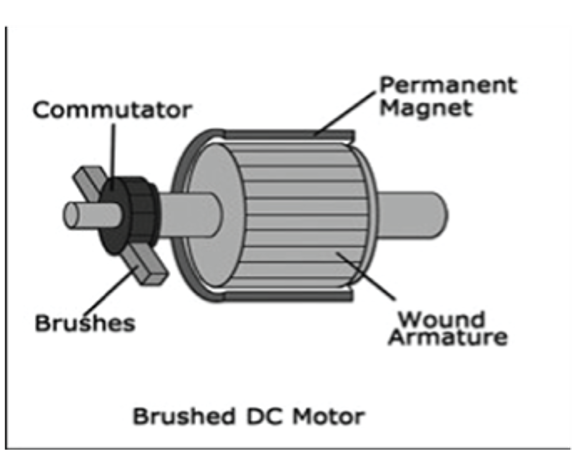 Permanent
Magnet
Commutator
Brushes
Wound
Armature
Brushed DC Motor